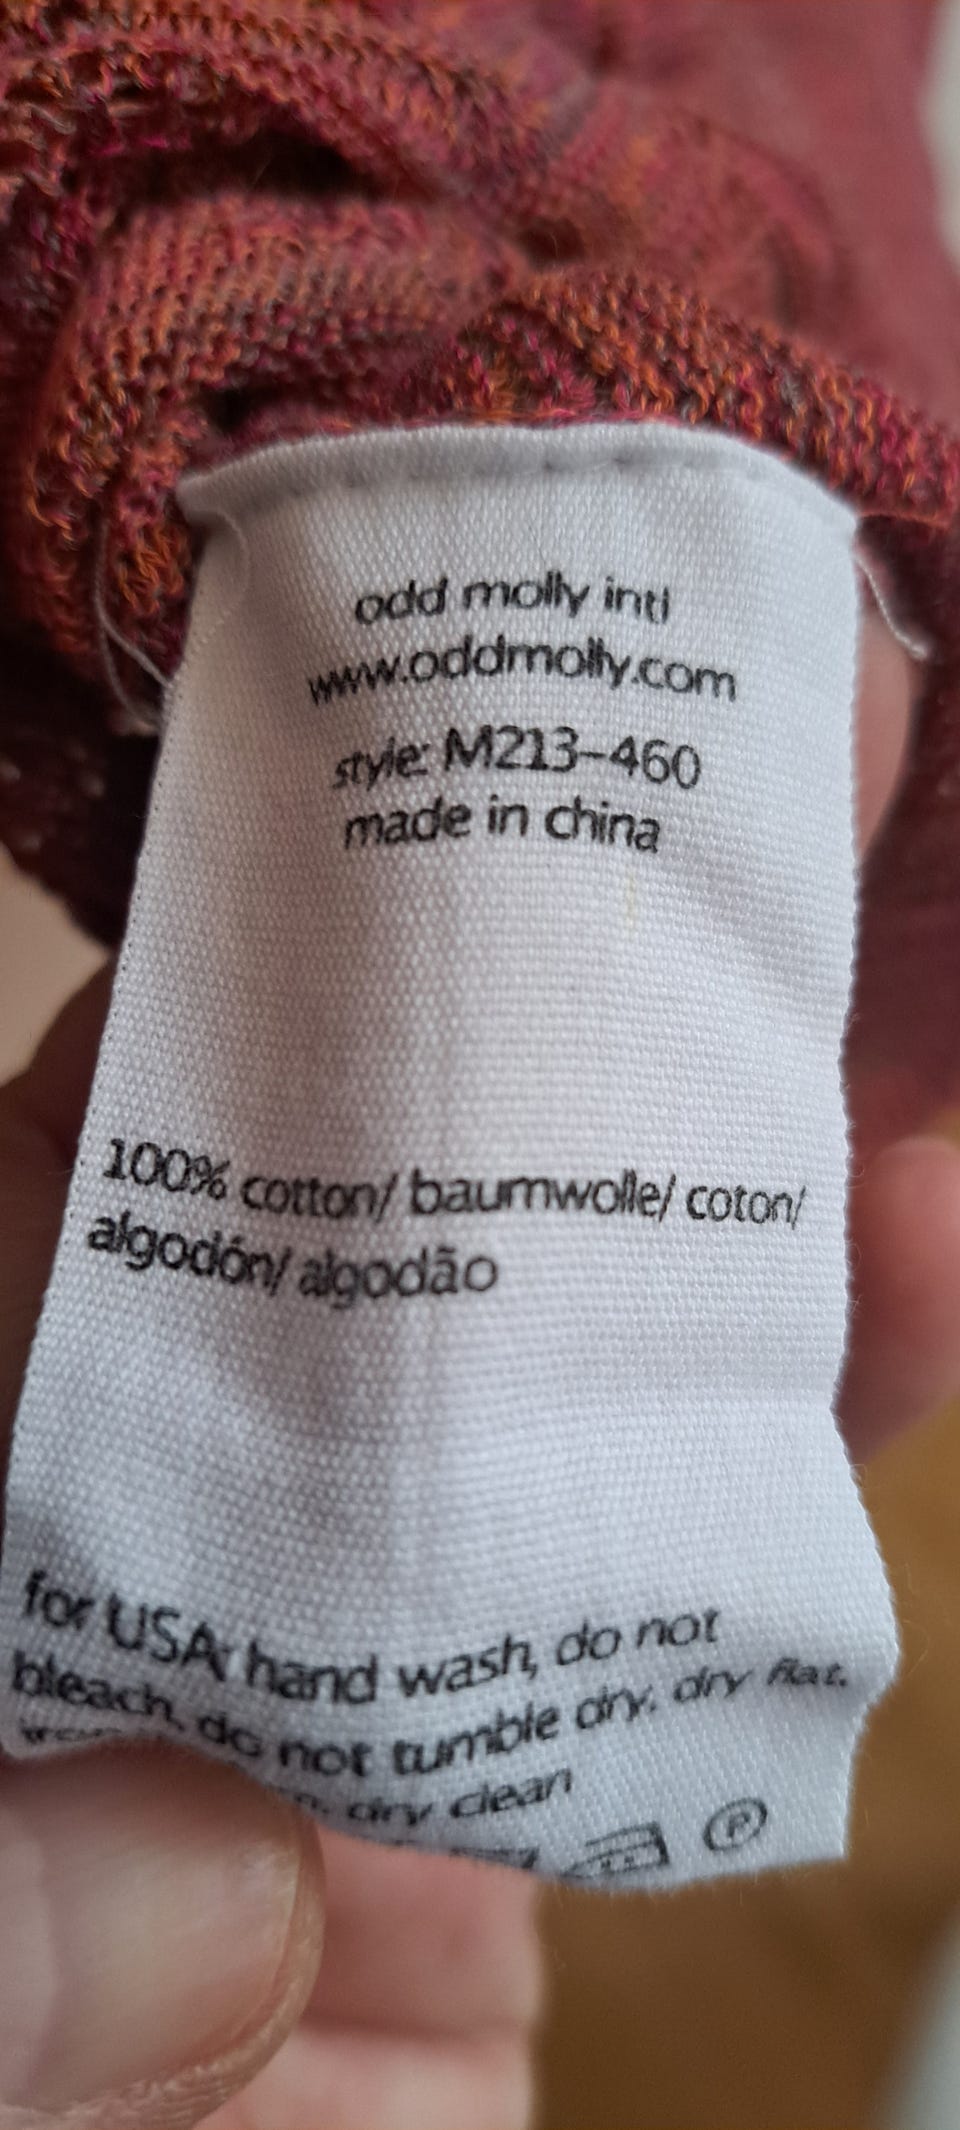 odd molly intl
www.oddmolly.com
style: M213-460
made in china
100% cotton/ baumwolle/ coton/
algodón/ algodão
for USA: hand wash, do not
bleach, do not tumble dry. dry flat.
dry clean
P